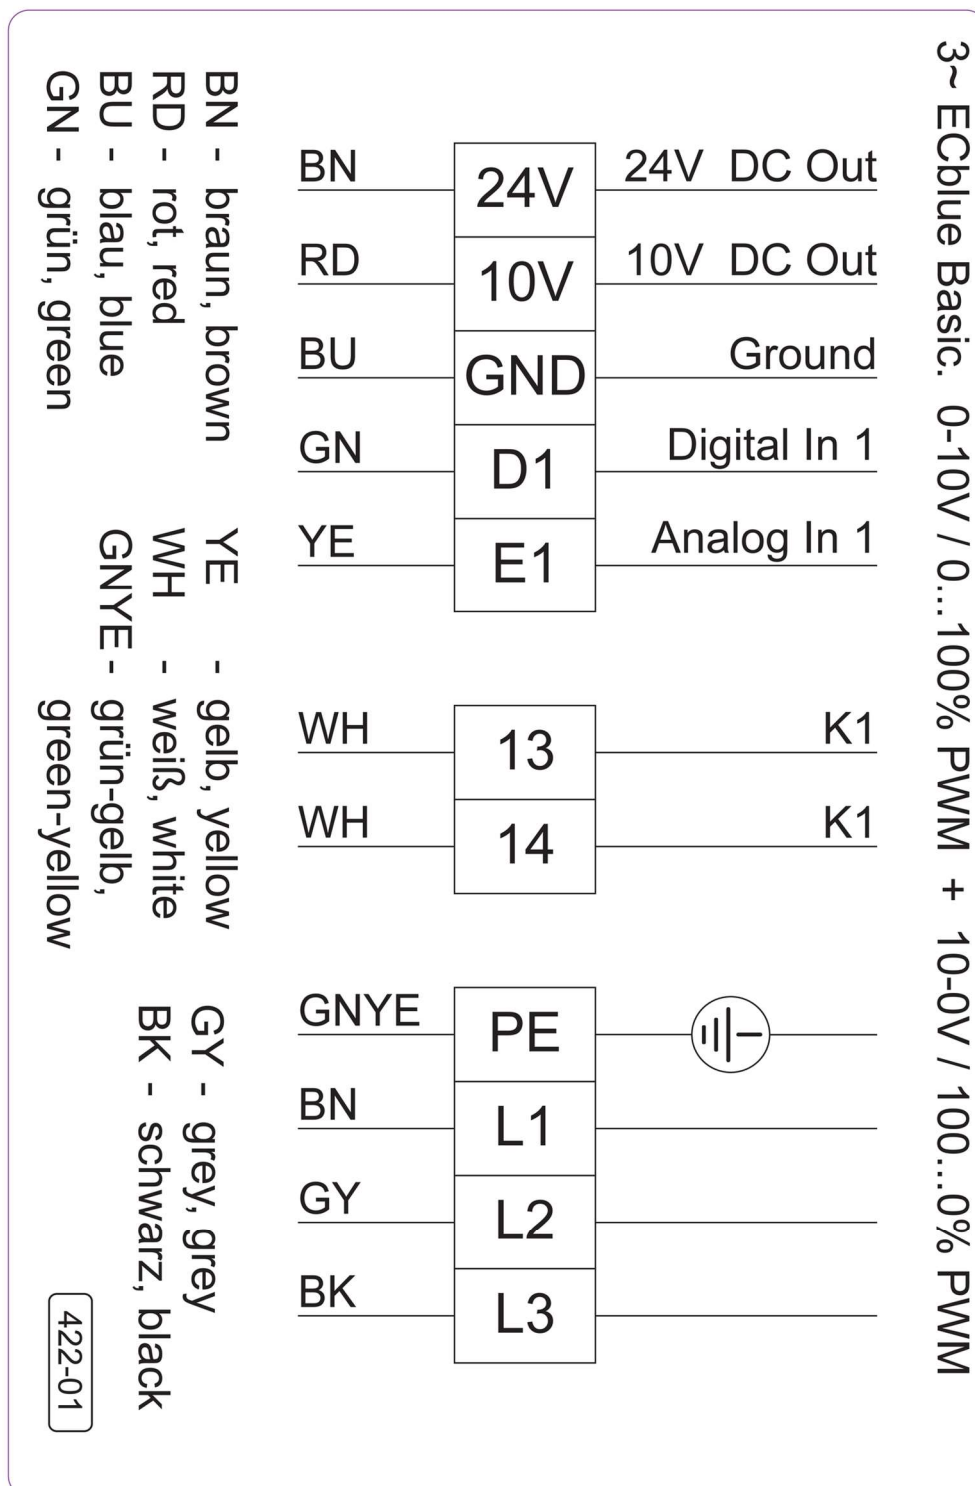 3~ ECblue Basic. 0-10V / 0...100% PWM + 10-0V / 100...0% PWM
BN 24V 24V DC Out
RD 10V 10V DC Out
BU GND Ground
GN D1 Digital In 1
YE E1 Analog In 1
WH 13 K1
WH 14 K1
GNYE PE
BN L1
GY L2
BK L3
BN - braun, brown
RD - rot, red
BU - blau, blue
GN - grün, green
YE - gelb, yellow
WH - weiß, white
GNYE - grün-gelb,
green-yellow
GY - grey, grey
BK - schwarz, black
422-01